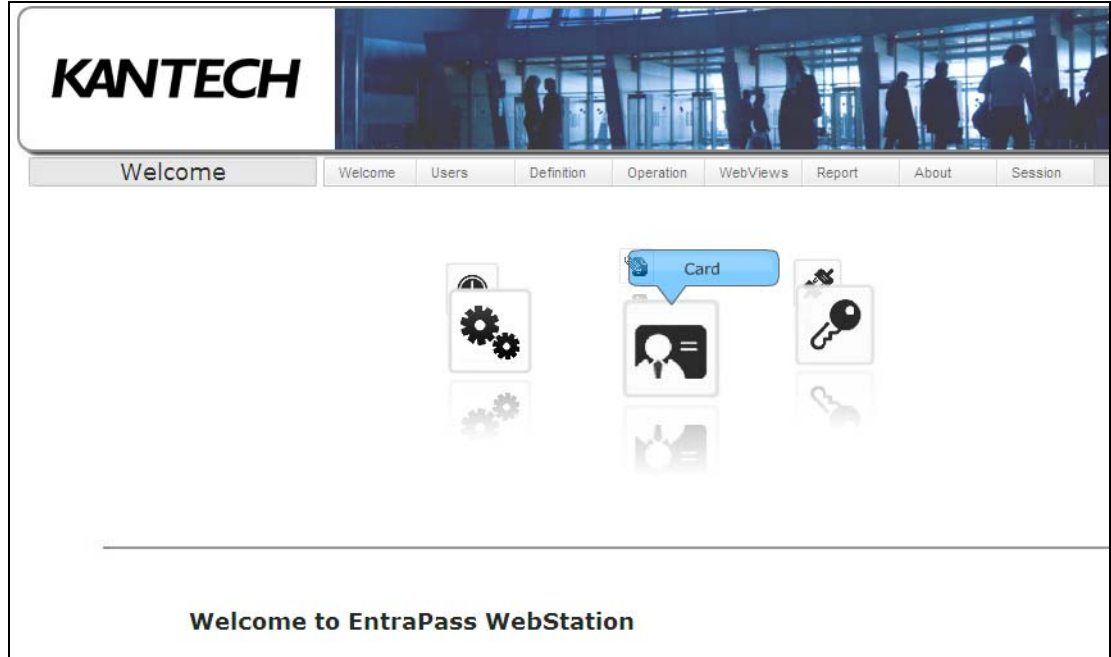 KANTECH
Welcome
Welcome Users Definition Operation WebViews Report About Session
Card
Welcome to EntraPass WebStation